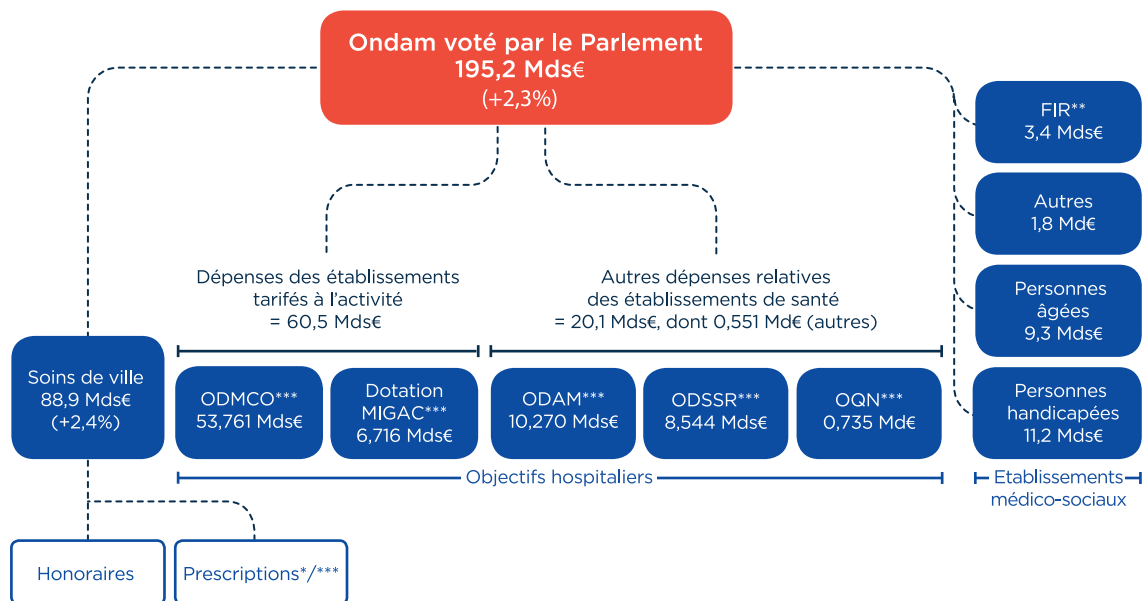 Ondam voté par le Parlement
195,2 Mds€
(+2,3%)
FIR**
3,4 Mds€
Autres
1,8 Md€
Personnes
âgées
9,3 Mds€
Personnes
handicapées
11,2 Mds€
Etablissements
médico-sociaux
Dépenses des établissements
tarifés à l'activité
= 60,5 Mds€
Autres dépenses relatives
des établissements de santé
= 20,1 Mds€, dont 0,551 Md€ (autres)
Soins de ville
88,9 Mds€
(+2,4%)
ODMCO***
53,761 Mds€
Dotation
MIGAC***
6,716 Mds€
ODAM***
10,270 Mds€
ODSSR***
8,544 Mds€
OQN***
0,735 Md€
Objectifs hospitaliers
Honoraires
Prescriptions*/***